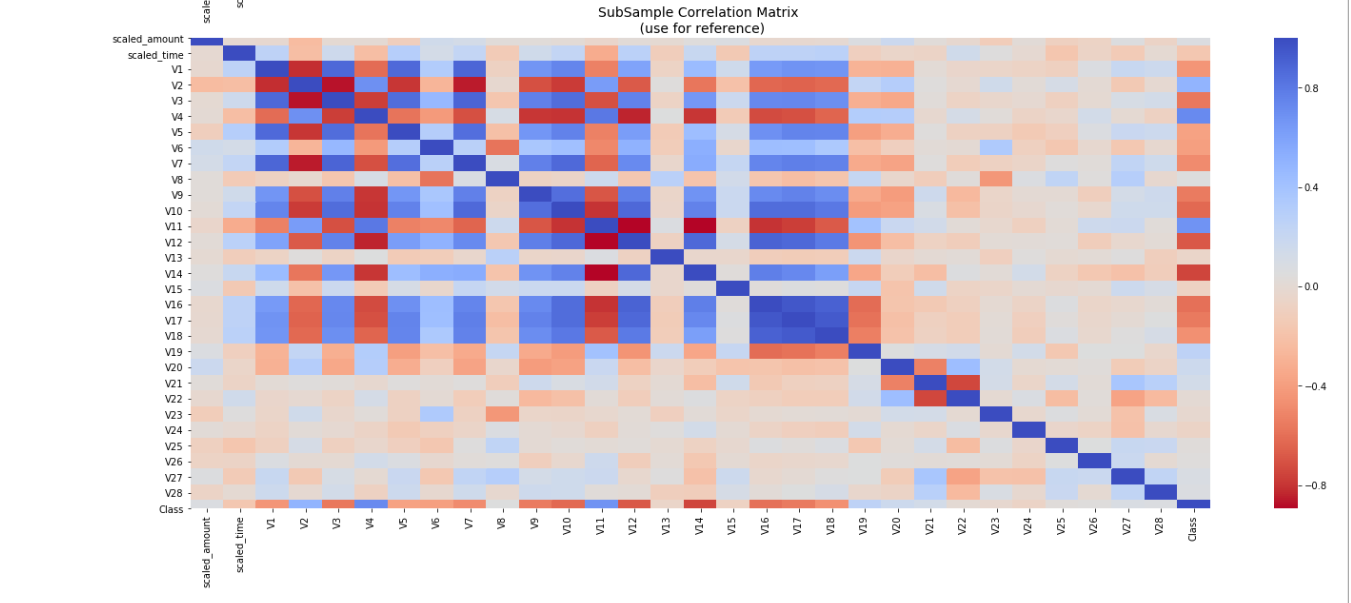 SubSample Correlation Matrix
(use for reference)
scaled_amount
scaled_time
V1
V2
V3
V4
V5
V6
V7
V8
V9
V10
V11
V12
V13
V14
V15
V16
V17
V18
V19
V20
V21
V22
V23
V24
V25
V26
V27
V28
Class
scaled_amount
scaled_time
V1
V2
V3
V4
V5
V6
V7
V8
V9
V10
V11
V12
V13
V14
V15
V16
V17
V18
V19
V20
V21
V22
V23
V24
V25
V26
V27
V28
Class
0.8
0.4
0.0
−0.4
−0.8